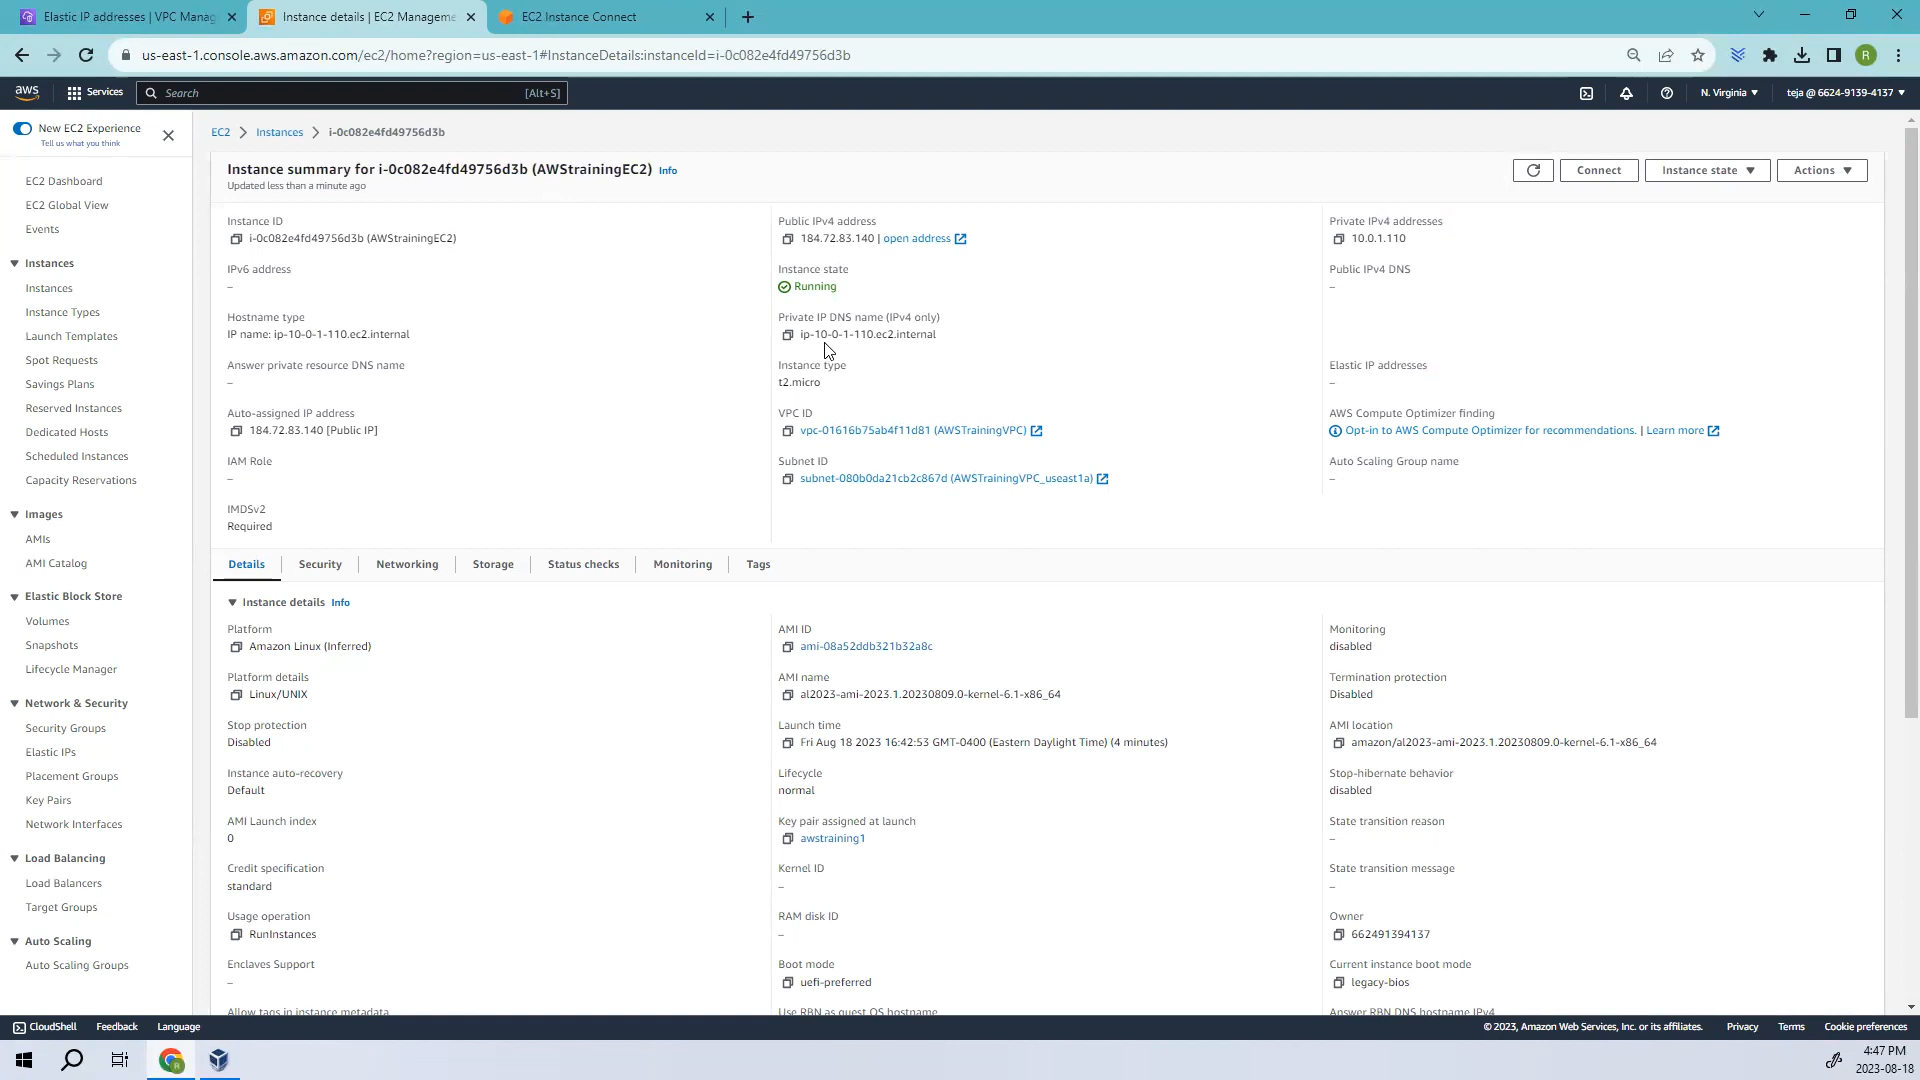 Elastic IP addresses | VPC Manag
Instance details | EC2 Manageme
EC2 Instance Connect
us-east-1.console.aws.amazon.com/ec2/home?region=us-east-1#InstanceDetails:instanceId=i-0c082e4fd49756d3b
R
aws
Services
Search
[Alt+S]
N. Virginia
teja @ 6624-9139-4137
New EC2 Experience
Tell us what you think
EC2 Dashboard
EC2 Global View
Events
Instances
Instances
Instance Types
Launch Templates
Spot Requests
Savings Plans
Reserved Instances
Dedicated Hosts
Scheduled Instances
Capacity Reservations
Images
AMIs
AMI Catalog
Elastic Block Store
Volumes
Snapshots
Lifecycle Manager
Network & Security
Security Groups
Elastic IPs
Placement Groups
Key Pairs
Network Interfaces
Load Balancing
Load Balancers
Target Groups
Auto Scaling
Auto Scaling Groups
EC2 > Instances > i-0c082e4fd49756d3b
Instance summary for i-0c082e4fd49756d3b (AWStrainingEC2) Info
Updated less than a minute ago
Connect
Instance state
Actions
Instance ID
i-0c082e4fd49756d3b (AWStrainingEC2)
Public IPv4 address
184.72.83.140 | open address
Private IPv4 addresses
10.0.1.110
IPv6 address
–
Instance state
Running
Public IPv4 DNS
–
Hostname type
IP name: ip-10-0-1-110.ec2.internal
Private IP DNS name (IPv4 only)
ip-10-0-1-110.ec2.internal
Answer private resource DNS name
–
Instance type
t2.micro
Elastic IP addresses
–
Auto-assigned IP address
184.72.83.140 [Public IP]
VPC ID
vpc-01616b75ab4f11d81 (AWSTrainingVPC)
AWS Compute Optimizer finding
Opt-in to AWS Compute Optimizer for recommendations. | Learn more
IAM Role
–
Subnet ID
subnet-080b0da21cb2c867d (AWSTrainingVPC_useast1a)
Auto Scaling Group name
–
IMDSv2
Required
Details
Security
Networking
Storage
Status checks
Monitoring
Tags
Instance details Info
Platform
Amazon Linux (Inferred)
AMI ID
ami-08a52ddb321b32a8c
Monitoring
disabled
Platform details
Linux/UNIX
AMI name
al2023-ami-2023.1.20230809.0-kernel-6.1-x86_64
Termination protection
Disabled
Stop protection
Disabled
Launch time
Fri Aug 18 2023 16:42:53 GMT-0400 (Eastern Daylight Time) (4 minutes)
AMI location
amazon/al2023-ami-2023.1.20230809.0-kernel-6.1-x86_64
Instance auto-recovery
Default
Lifecycle
normal
Stop-hibernate behavior
disabled
AMI Launch index
0
Key pair assigned at launch
awstraining1
State transition reason
–
Credit specification
standard
Kernel ID
–
State transition message
–
Usage operation
RunInstances
RAM disk ID
–
Owner
662491394137
Enclaves Support
–
Boot mode
uefi-preferred
Current instance boot mode
legacy-bios
Allow tags in instance metadata
Use RBN as guest OS hostname
Answer RBN DNS hostname IPv4
CloudShell
Feedback
Language
© 2023, Amazon Web Services, Inc. or its affiliates.
Privacy
Terms
Cookie preferences
4:47 PM
2023-08-18